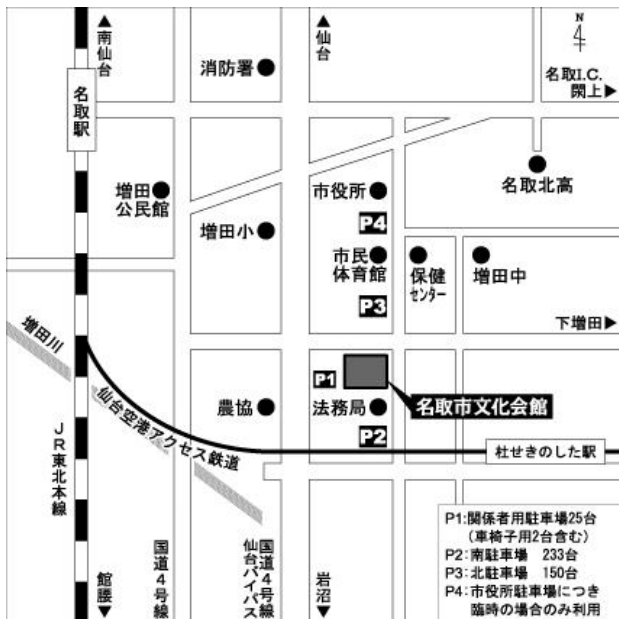 ▲南仙台
▲仙台
N
消防署
名取I.C.
閖上▶
名取駅
増田
公民館
市役所
名取北高
P4
増田小
市民
体育館
保健
センター
増田中
P3
下増田▶
増田川
P1
名取市文化会館
仙台空港アクセス鉄道
農協
法務局
P2
杜せきのした駅
JR東北本線
館腰▼
国道4号線
国道4号線
仙台バイパス
岩沼▼
P1:関係者用駐車場25台
(車椅子用2台含む)
P2:南駐車場 233台
P3:北駐車場 150台
P4:市役所駐車場につき
臨時の場合のみ利用